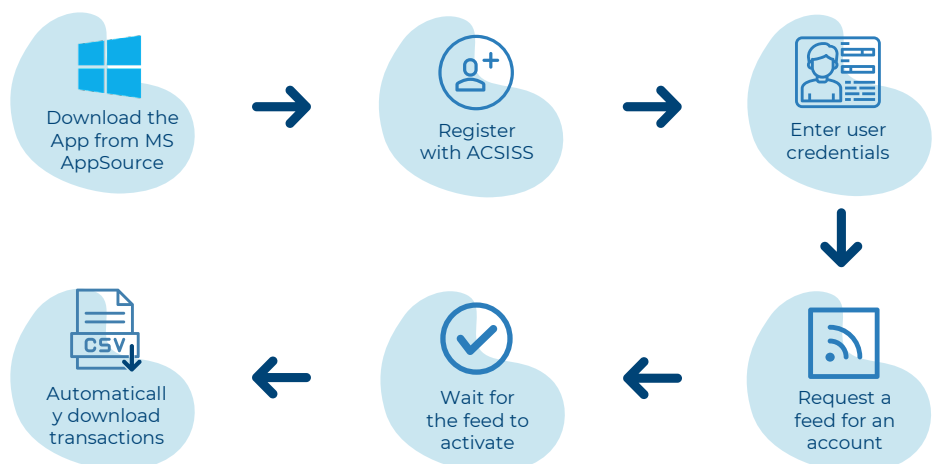 Download the
App from MS
AppSource
Register
with ACSISS
Enter user
credentials
Request a
feed for an
account
Wait for
the feed to
activate
CSV
Automaticall
y download
transactions